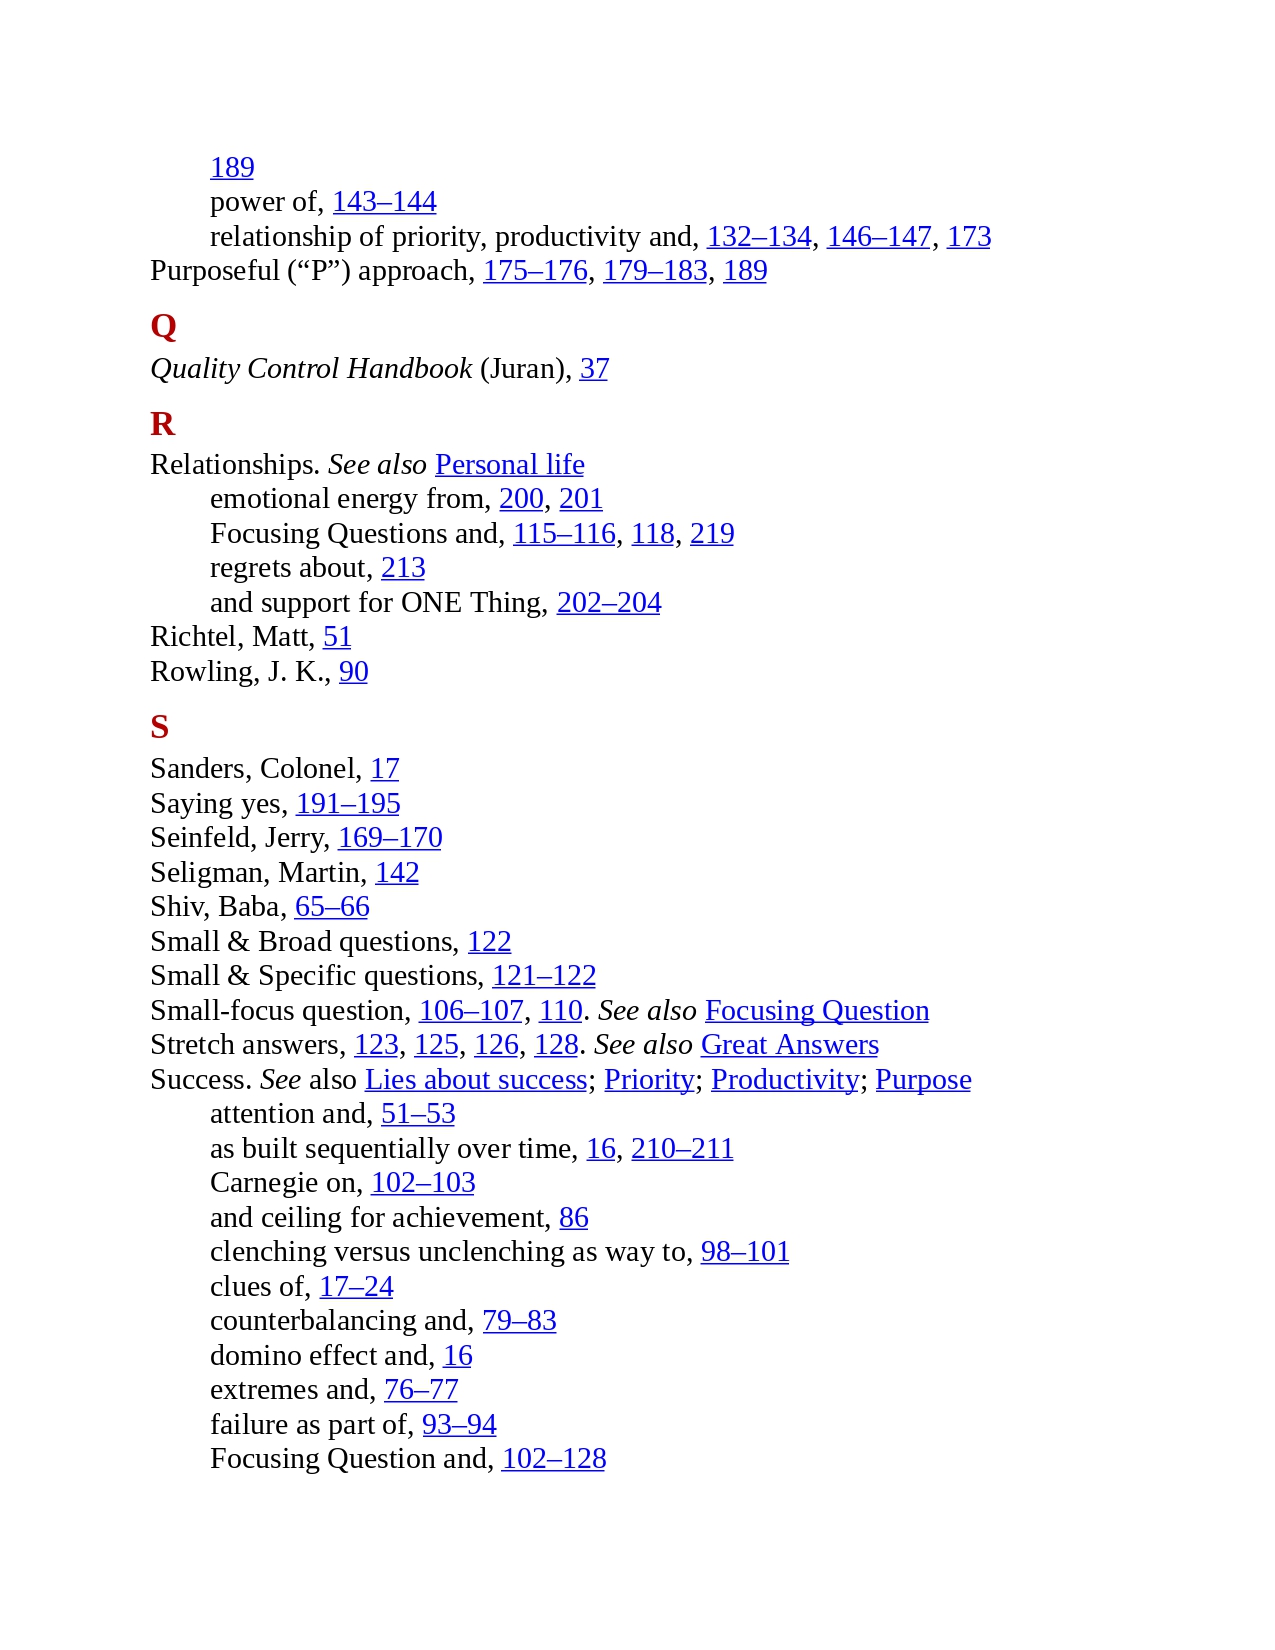 189
power of, 143–144
relationship of priority, productivity and, 132–134, 146–147, 173
Purposeful (“P”) approach, 175–176, 179–183, 189
Q
Quality Control Handbook (Juran), 37
R
Relationships. See also Personal life
emotional energy from, 200, 201
Focusing Questions and, 115–116, 118, 219
regrets about, 213
and support for ONE Thing, 202–204
Richtel, Matt, 51
Rowling, J. K., 90
S
Sanders, Colonel, 17
Saying yes, 191–195
Seinfeld, Jerry, 169–170
Seligman, Martin, 142
Shiv, Baba, 65–66
Small & Broad questions, 122
Small & Specific questions, 121–122
Small-focus question, 106–107, 110. See also Focusing Question
Stretch answers, 123, 125, 126, 128. See also Great Answers
Success. See also Lies about success; Priority; Productivity; Purpose
attention and, 51–53
as built sequentially over time, 16, 210–211
Carnegie on, 102–103
and ceiling for achievement, 86
clenching versus unclenching as way to, 98–101
clues of, 17–24
counterbalancing and, 79–83
domino effect and, 16
extremes and, 76–77
failure as part of, 93–94
Focusing Question and, 102–128